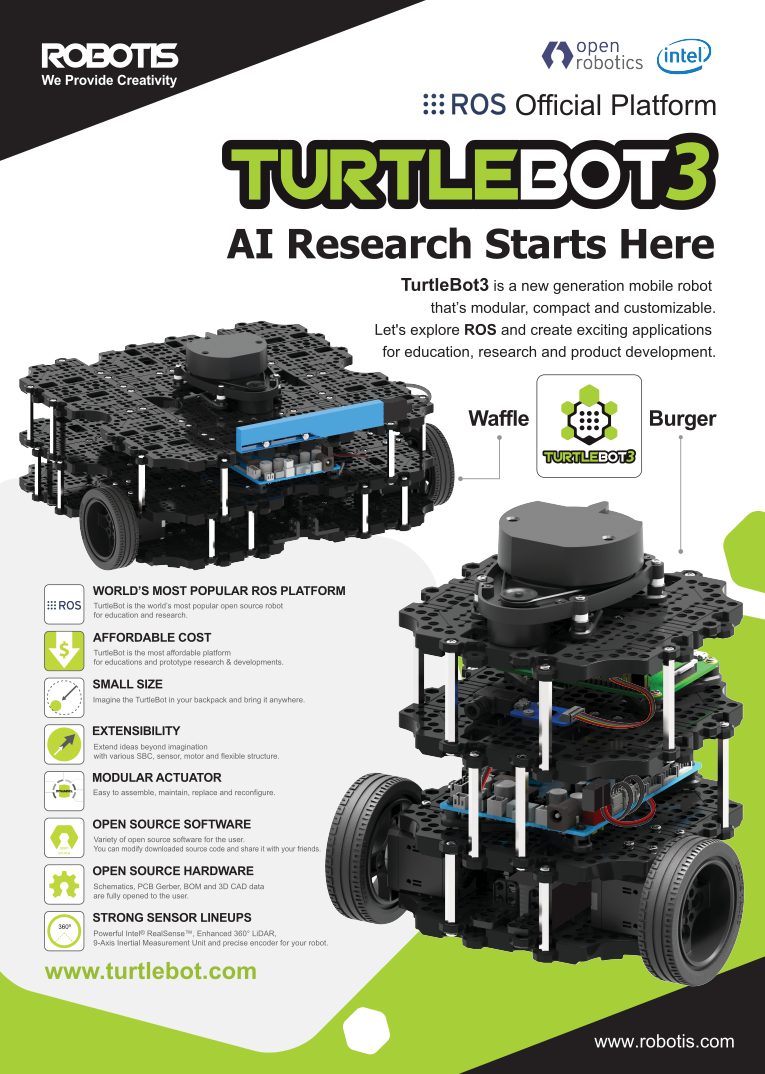 ROBOTIS
We Provide Creativity
open
robotics
intel
ROS Official Platform
TURTLEBOT3
AI Research Starts Here
TurtleBot3 is a new generation mobile robot
that's modular, compact and customizable.
Let's explore ROS and create exciting applications
for education, research and product development.
Waffle
TURTLEBOT3
Burger
ROS
WORLD'S MOST POPULAR ROS PLATFORM
TurtleBot is the world's most popular open source robot
for education and research.
$
AFFORDABLE COST
TurtleBot is the most affordable platform
for educations and prototype research & developments.
SMALL SIZE
Imagine the TurtleBot in your backpack and bring it anywhere.
EXTENSIBILITY
Extend ideas beyond imagination
with various SBC, sensor, motor and flexible structure.
MODULAR ACTUATOR
Easy to assemble, maintain, replace and reconfigure.
OPEN SOURCE SOFTWARE
Variety of open source software for the user.
You can modify downloaded source code and share it with your friends.
OPEN SOURCE HARDWARE
Schematics, PCB Gerber, BOM and 3D CAD data
are fully opened to the user.
360°
STRONG SENSOR LINEUPS
Powerful Intel® RealSense™, Enhanced 360° LiDAR,
9-Axis Inertial Measurement Unit and precise encoder for your robot.
www.turtlebot.com
www.robotis.com